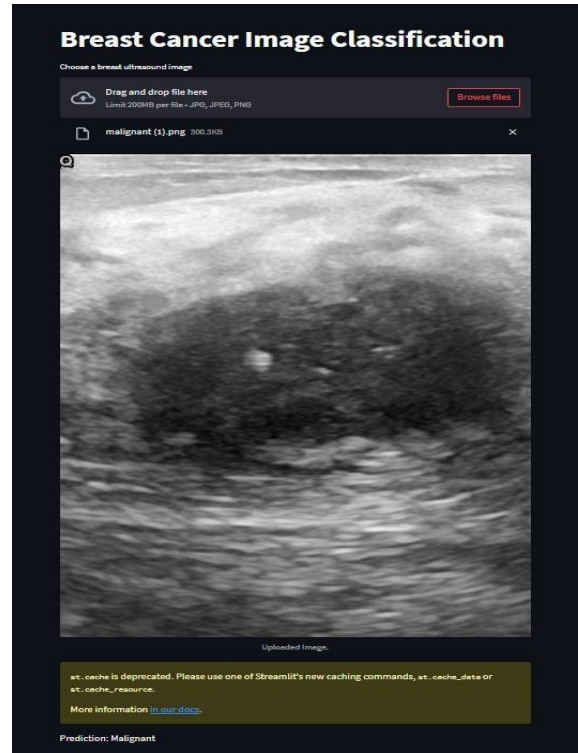 Breast Cancer Image Classification
Choose a breast ultrasound image
Drag and drop file here
Limit 200MB per file • JPG, JPEG, PNG
Browse files
malignant (1).png 300.3KB
Uploaded Image.
st.cache is deprecated. Please use one of Streamlit's new caching commands, st.cache_data or
st.cache_resource.
More information in our docs.
Prediction: Malignant